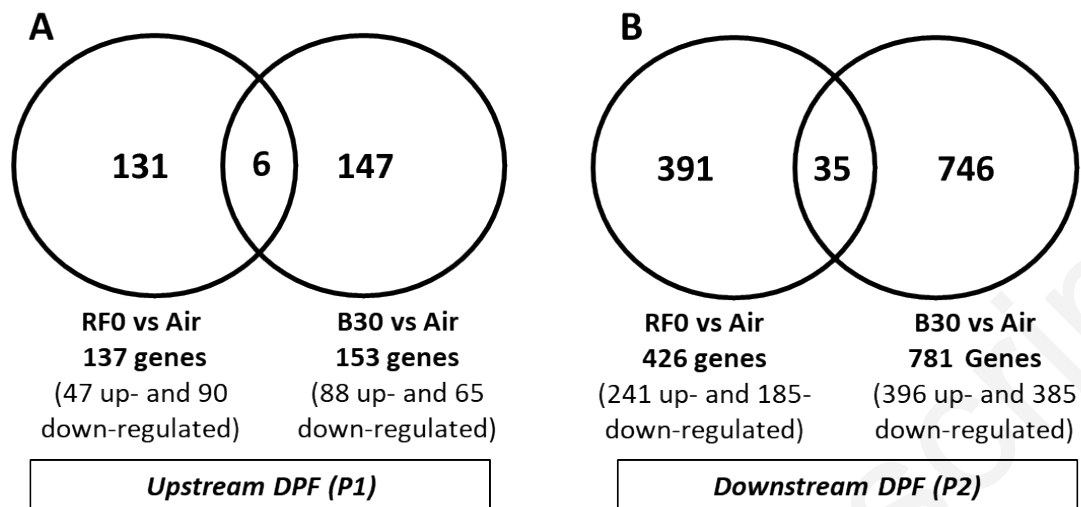 A
131
6
147
RF0 vs Air
137 genes
(47 up- and 90
down-regulated)
B30 vs Air
153 genes
(88 up- and 65
down-regulated)
Upstream DPF (P1)
B
391
35
746
RF0 vs Air
426 genes
(241 up- and 185-
down-regulated)
B30 vs Air
781 Genes
(396 up- and 385
down-regulated)
Downstream DPF (P2)